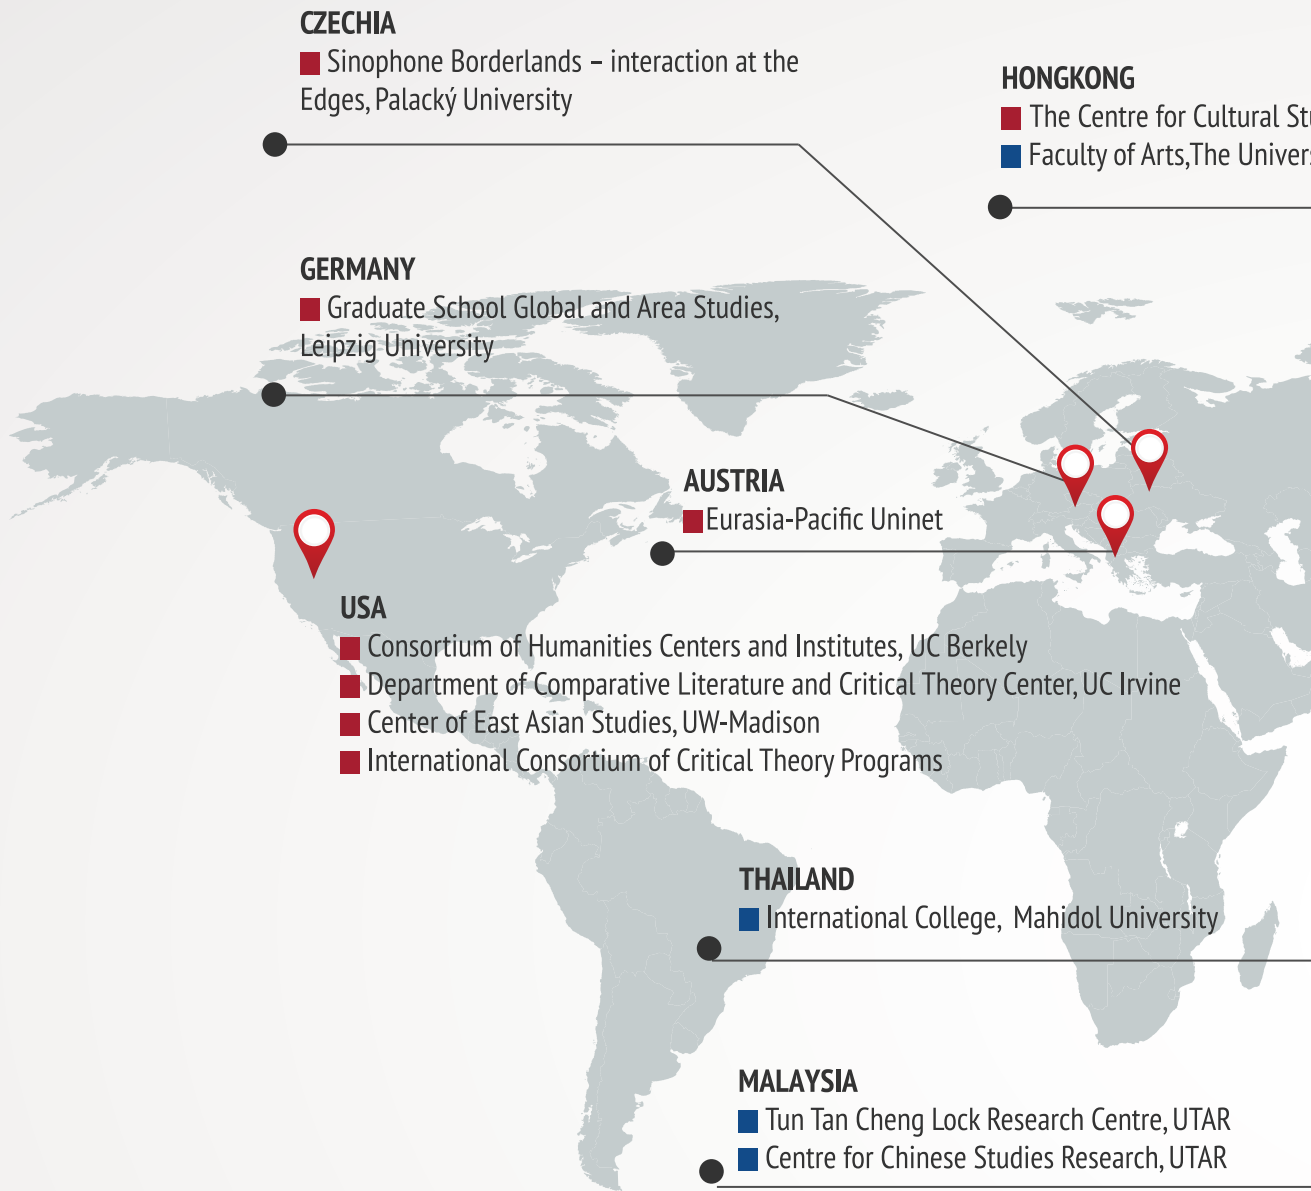 CZECHIA
Sinophone Borderlands – interaction at the
Edges, Palacký University
HONGKONG
The Centre for Cultural
Faculty of Arts,The
GERMANY
Graduate School Global and Area Studies,
Leipzig University
AUSTRIA
Eurasia-Pacific Uninet
USA
Consortium of Humanities Centers and Institutes, UC Berkely
Department of Comparative Literature and Critical Theory Center, UC Irvine
Center of East Asian Studies, UW-Madison
International Consortium of Critical Theory Programs
THAILAND
International College, Mahidol University
MALAYSIA
Tun Tan Cheng Lock Research Centre, UTAR
Centre for Chinese Studies Research, UTAR